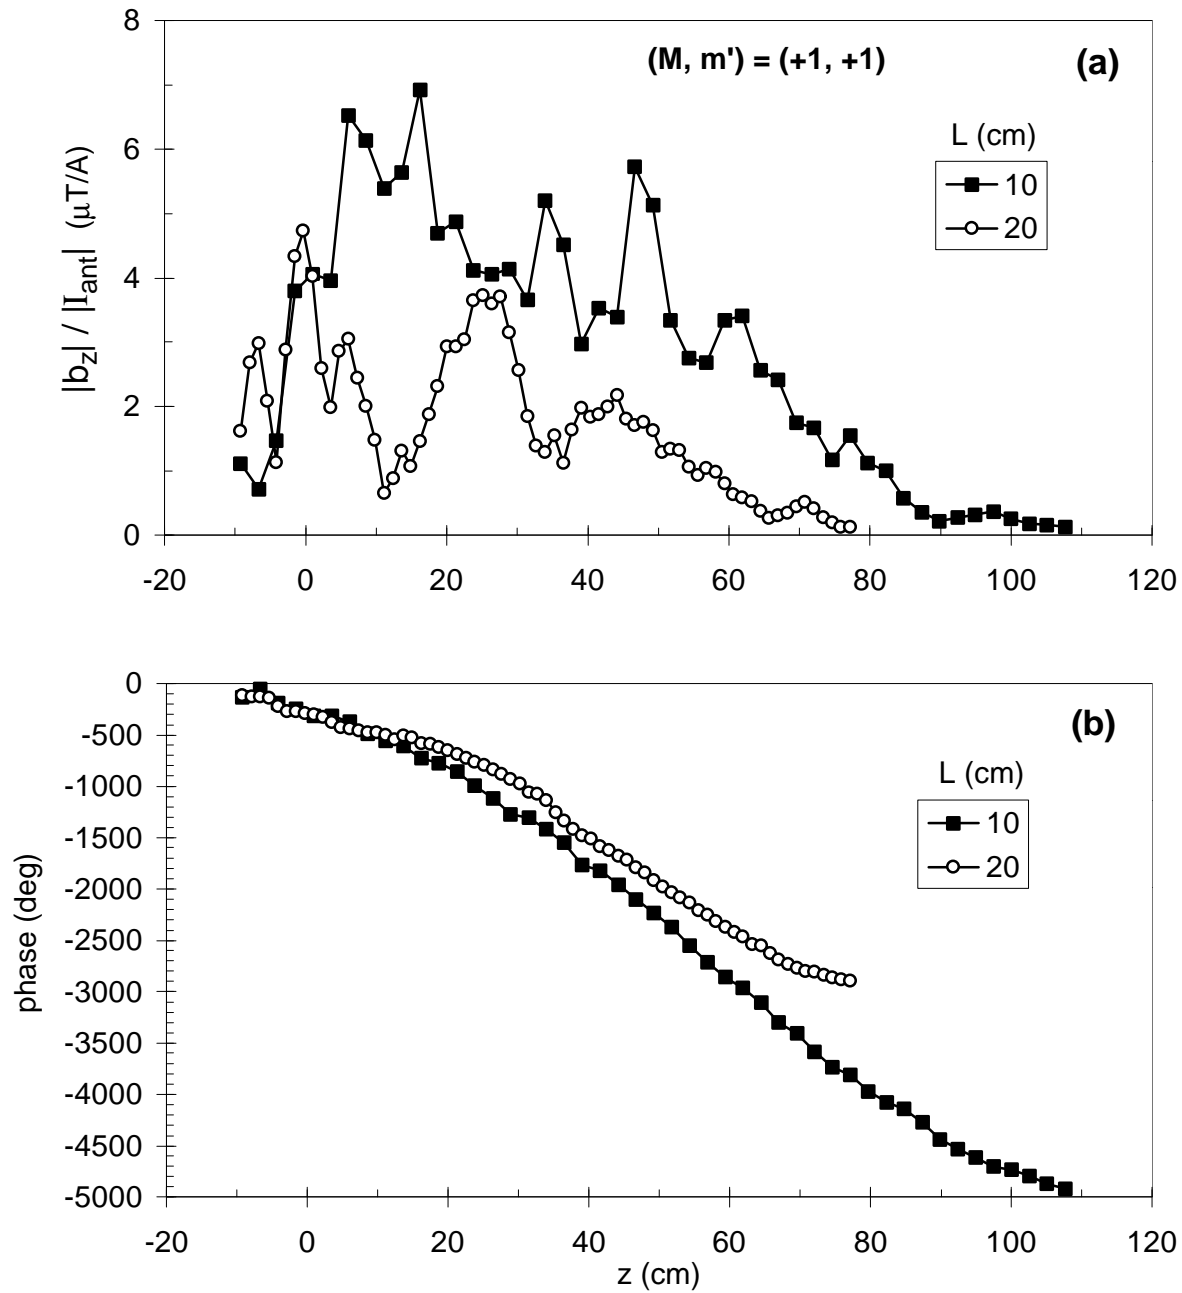 8
6
4
2
0
|b_z| / |I_ant| (μT/A)
(M, m') = (+1, +1)
(a)
L (cm)
10
20
-20 0 20 40 60 80 100 120
0
-500
-1000
-1500
-2000
-2500
-3000
-3500
-4000
-4500
-5000
phase (deg)
(b)
L (cm)
10
20
-20 0 20 40 60 80 100 120
z (cm)